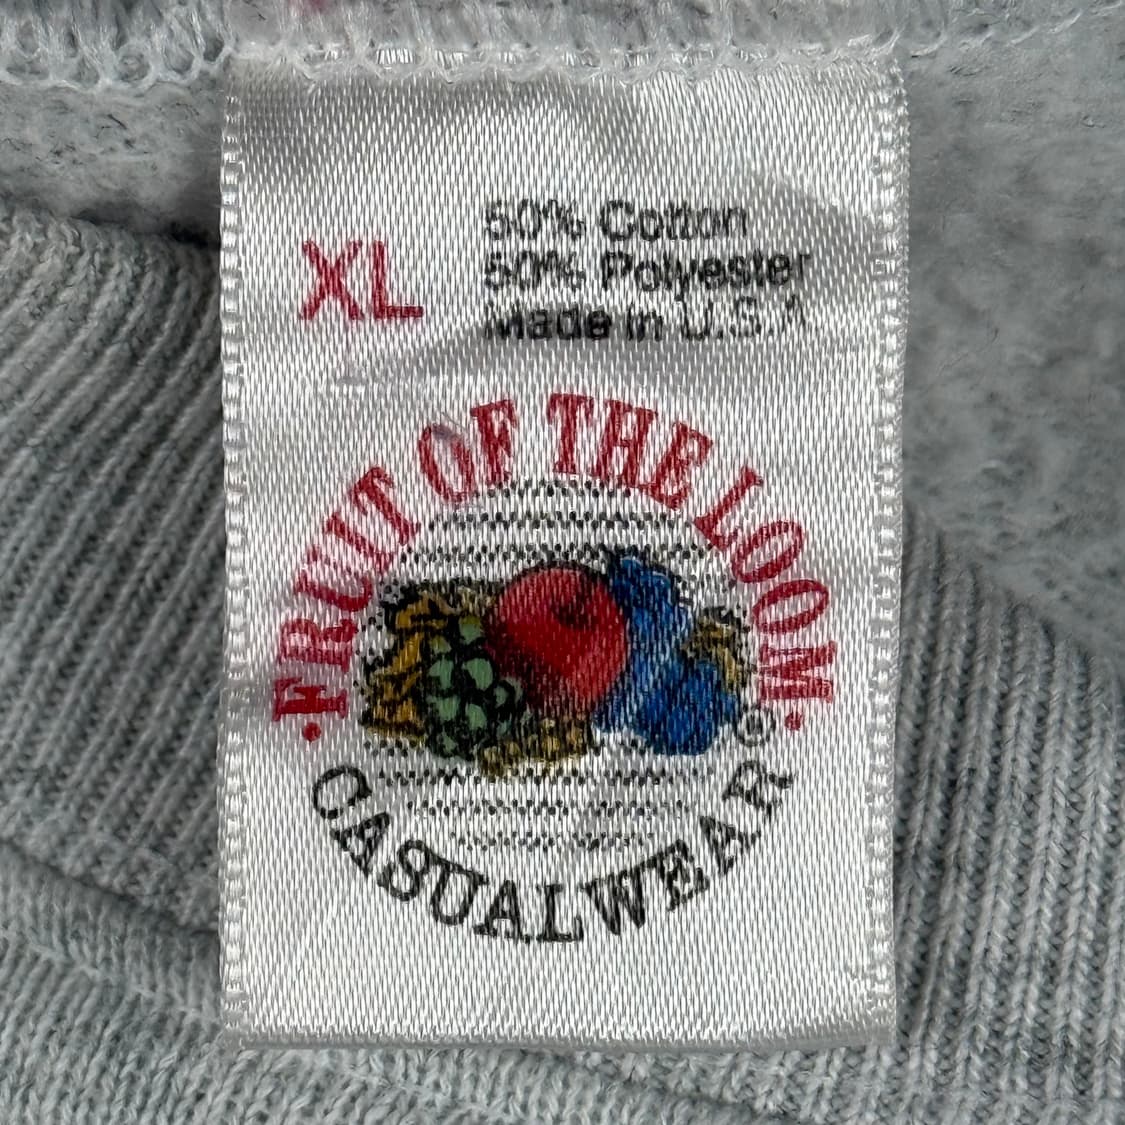 XL
50% Cotton
50% Polyester
Made in U.S.A
·FRUIT OF THE LOOM·
®
CASUALWEAR